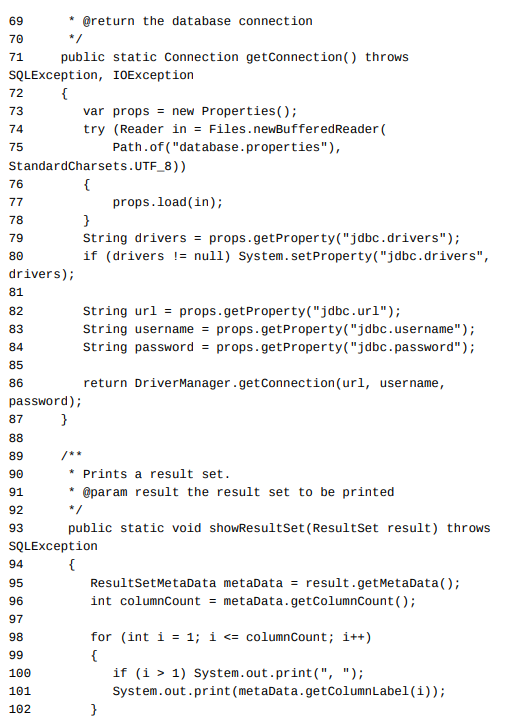 69      * @return the database connection
70      */
71     public static Connection getConnection() throws
SQLException, IOException
72     {
73        var props = new Properties();
74        try (Reader in = Files.newBufferedReader(
75            Path.of("database.properties"),
StandardCharsets.UTF_8))
76        {
77            props.load(in);
78        }
79        String drivers = props.getProperty("jdbc.drivers");
80        if (drivers != null) System.setProperty("jdbc.drivers",
drivers);
81
82        String url = props.getProperty("jdbc.url");
83        String username = props.getProperty("jdbc.username");
84        String password = props.getProperty("jdbc.password");
85
86        return DriverManager.getConnection(url, username,
password);
87     }
88
89     /**
90      * Prints a result set.
91      * @param result the result set to be printed
92      */
93      public static void showResultSet(ResultSet result) throws
SQLException
94      {
95         ResultSetMetaData metaData = result.getMetaData();
96         int columnCount = metaData.getColumnCount();
97
98         for (int i = 1; i <= columnCount; i++)
99         {
100           if (i > 1) System.out.print(", ");
101           System.out.print(metaData.getColumnLabel(i));
102        }